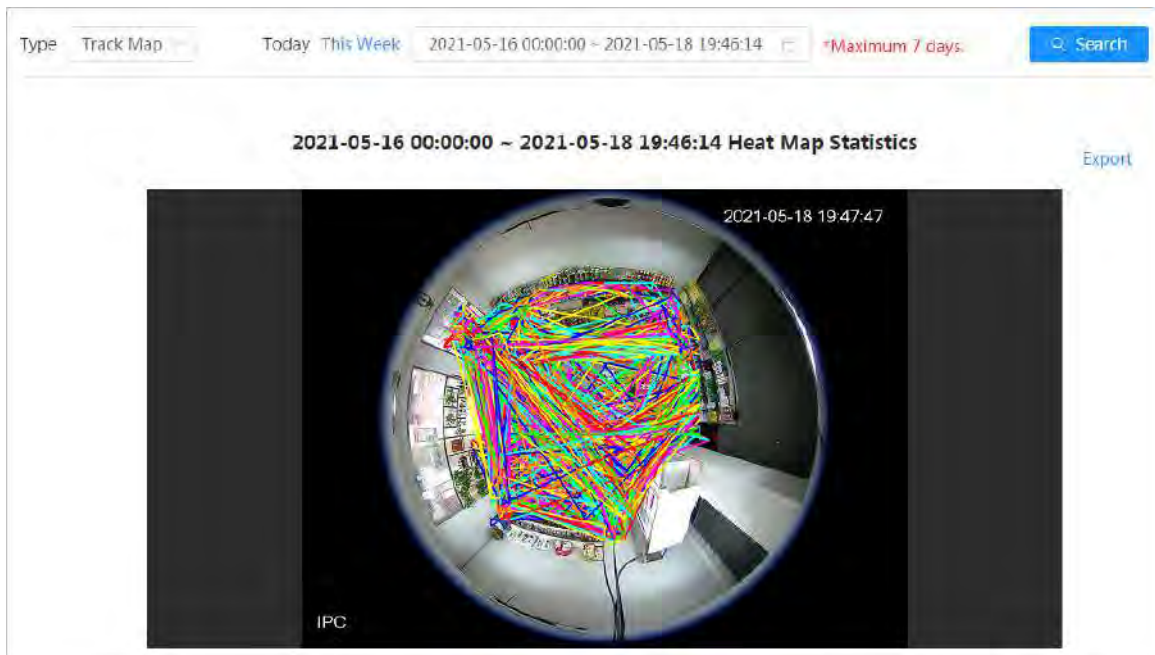 Type Track Map Today This Week 2021-05-16 00:00:00 ~ 2021-05-18 19:46:14 *Maximum 7 days. Search
2021-05-16 00:00:00 ~ 2021-05-18 19:46:14 Heat Map Statistics
Export
2021-05-18 19:47:47
IPC